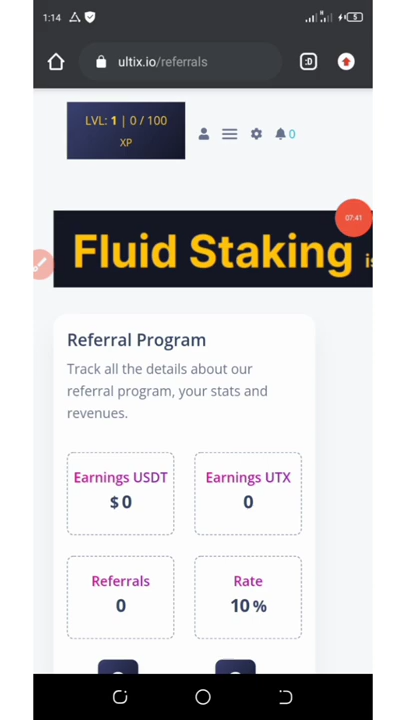 1:14
5
ultix.io/referrals
:D
LVL: 1 | 0 / 100
XP
0
07:41
Fluid Staking is
Referral Program
Track all the details about our
referral program, your stats and
revenues.
Earnings USDT
$ 0
Earnings UTX
0
Referrals
0
Rate
10 %